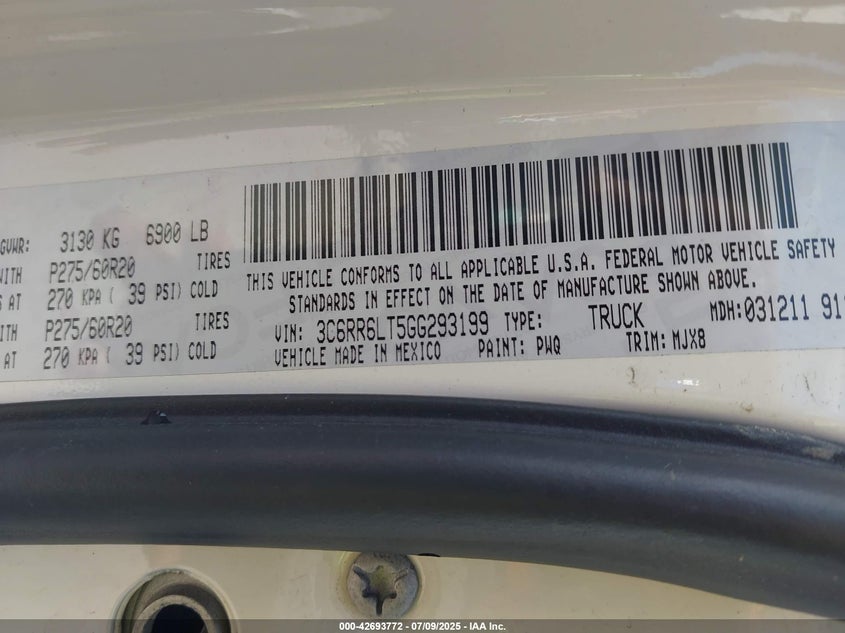 GVWR: 3130 KG 6900 LB
WITH P275/60R20 TIRES
AT 270 KPA ( 39 PSI) COLD
WITH P275/60R20 TIRES
AT 270 KPA ( 39 PSI) COLD
THIS VEHICLE CONFORMS TO ALL APPLICABLE U.S.A. FEDERAL MOTOR VEHICLE SAFETY
STANDARDS IN EFFECT ON THE DATE OF MANUFACTURE SHOWN ABOVE.
VIN: 3C6RR6LT5GG293199 TYPE: TRUCK MDH:031211 91
VEHICLE MADE IN MEXICO PAINT: PWQ TRIM: MJX8
000-42693772 / 07/09/2025 - IAA Inc.